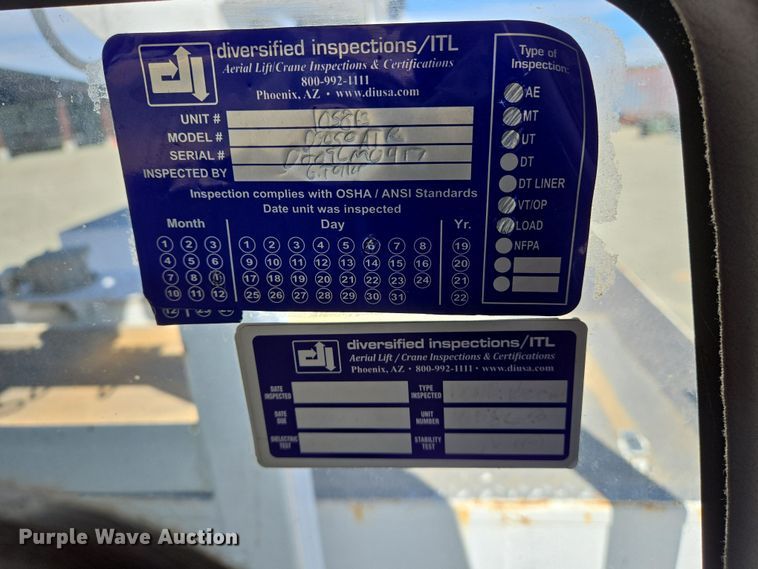 diversified inspections/ITL
Aerial Lift/Crane Inspections & Certifications
800-992-1111
Phoenix, AZ • www.diusa.com
UNIT #
MODEL #
SERIAL #
INSPECTED BY
Inspection complies with OSHA / ANSI Standards
Date unit was inspected
Month Day Yr.
1 2 3 1 2 3 4 5 6 7 8 19
4 5 6 9 10 11 12 13 14 15 16 20
7 8 11 17 18 19 20 21 22 23 24 21
10 11 12 25 26 27 28 29 30 31 22
12
Type of
Inspection:
AE
MT
UT
DT
DT LINER
VT/OP
LOAD
NFPA
diversified inspections/ITL
Aerial Lift / Crane Inspections & Certifications
Phoenix, AZ • 800-992-1111 • www.diusa.com
DATE
INSPECTED
TYPE
INSPECTED
DATE
DUE
UNIT
NUMBER
DIELECTRIC
TEST
STABILITY
TEST
Purple Wave Auction